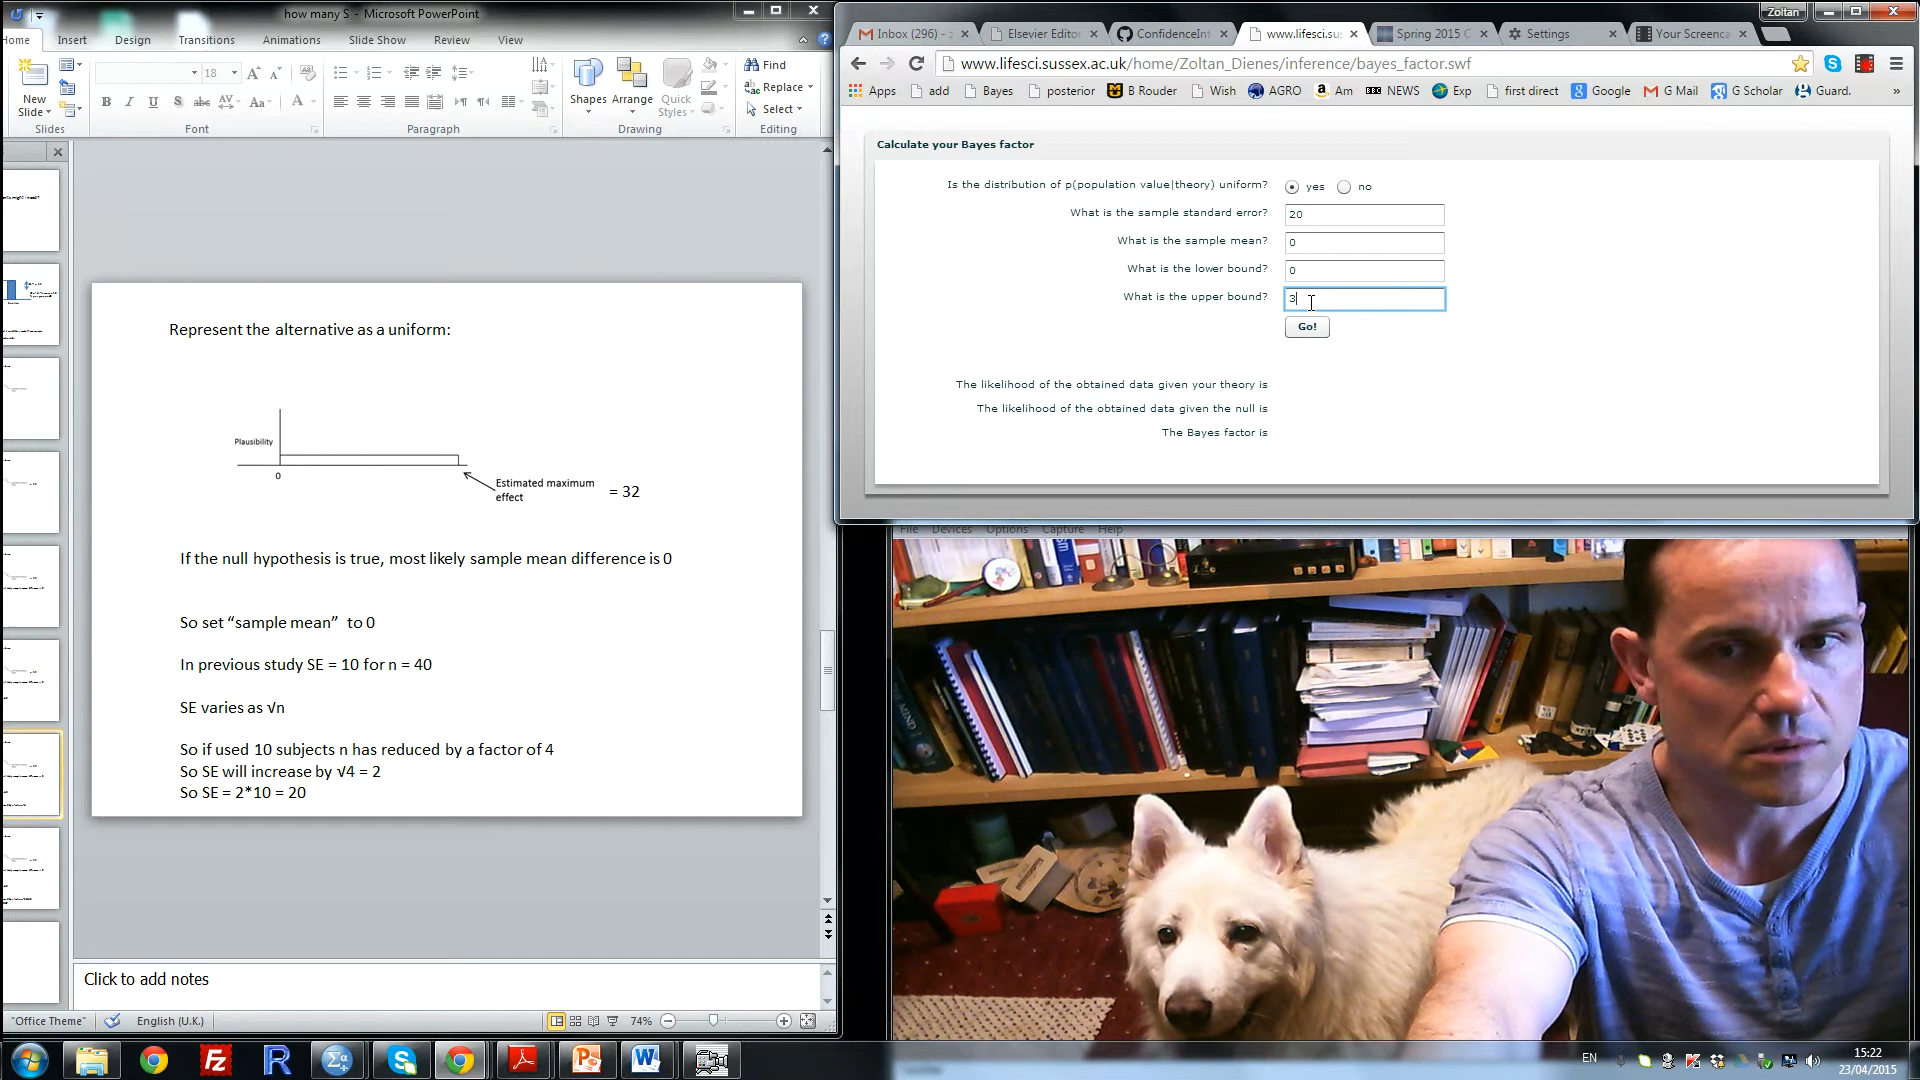 how many S - Microsoft PowerPoint
Home Insert Design Transitions Animations Slide Show Review View
18
New
Slide
Shapes Arrange Quick
Styles
Find
Replace
Select
Slides Font Paragraph Drawing Editing
Represent the alternative as a uniform:
Plausibility
0
Estimated maximum
effect
= 32
If the null hypothesis is true, most likely sample mean difference is 0
So set “sample mean” to 0
In previous study SE = 10 for n = 40
SE varies as √n
So if used 10 subjects n has reduced by a factor of 4
So SE will increase by √4 = 2
So SE = 2*10 = 20
Click to add notes
"Office Theme" English (U.K.) 74%
Zoltan
Inbox (296) - Elsevier Editor ConfidenceInt www.lifesci.su Spring 2015 C Settings Your Screenca
www.lifesci.sussex.ac.uk/home/Zoltan_Dienes/inference/bayes_factor.swf
Apps add Bayes posterior B Rouder Wish AGRO Am NEWS Exp first direct Google G Mail G Scholar Guard. »
Calculate your Bayes factor
Is the distribution of p(population value|theory) uniform? yes no
What is the sample standard error? 20
What is the sample mean? 0
What is the lower bound? 0
What is the upper bound? 3
Go!
The likelihood of the obtained data given your theory is
The likelihood of the obtained data given the null is
The Bayes factor is
File Devices Options Capture Help
MIND
EN
15:22
23/04/2015